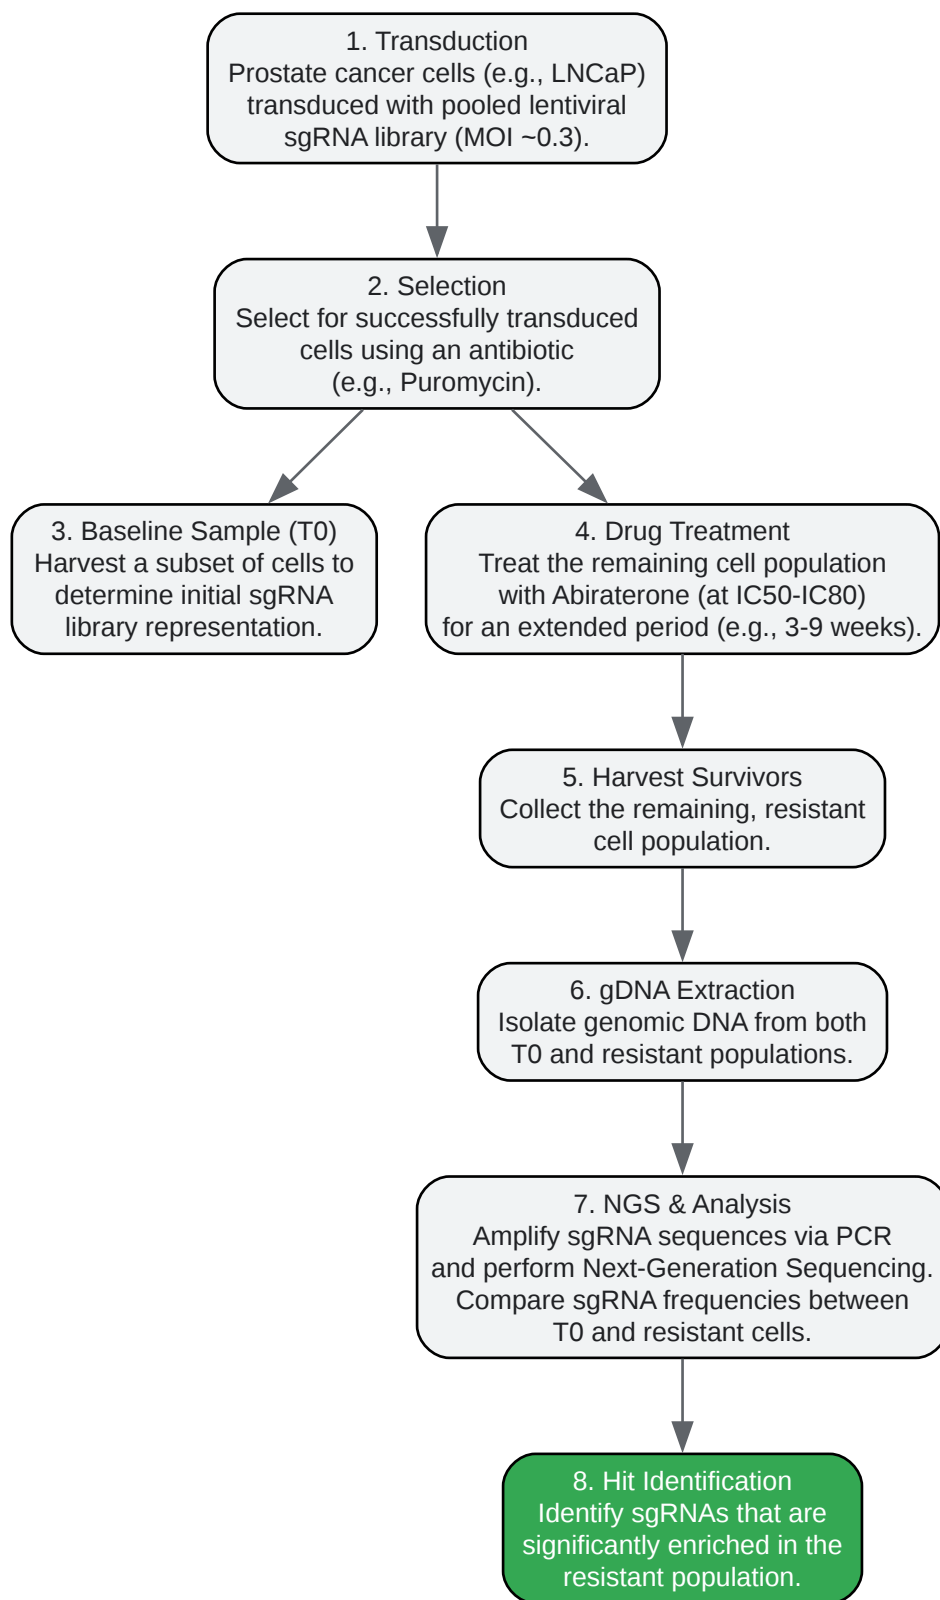 1. Transduction
Prostate cancer cells (e.g., LNCaP)
transduced with pooled lentiviral
sgRNA library (MOI ~0.3).
2. Selection
Select for successfully transduced
cells using an antibiotic
(e.g., Puromycin).
3. Baseline Sample (T0)
Harvest a subset of cells to
determine initial sgRNA
library representation.
4. Drug Treatment
Treat the remaining cell population
with Abiraterone (at IC50-IC80)
for an extended period (e.g., 3-9 weeks).
5. Harvest Survivors
Collect the remaining, resistant
cell population.
6. gDNA Extraction
Isolate genomic DNA from both
T0 and resistant populations.
7. NGS & Analysis
Amplify sgRNA sequences via PCR
and perform Next-Generation Sequencing.
Compare sgRNA frequencies between
T0 and resistant cells.
8. Hit Identification
Identify sgRNAs that are
significantly enriched in the
resistant population.